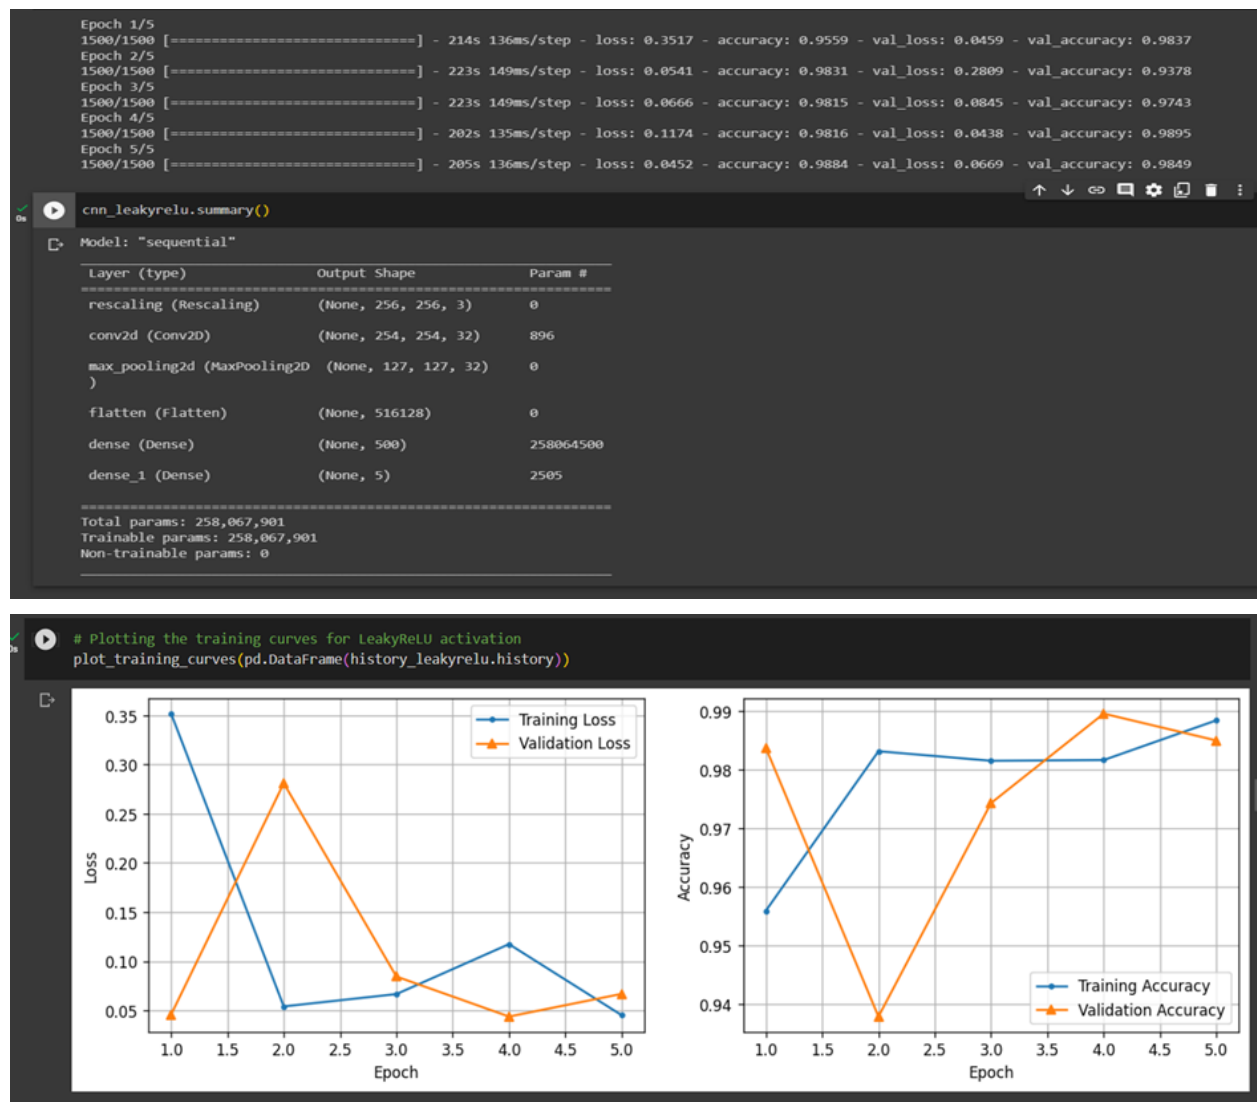 Epoch 1/5
1500/1500 [==============================] - 214s 136ms/step - loss: 0.3517 - accuracy: 0.9559 - val_loss: 0.0459 - val_accuracy: 0.9837
Epoch 2/5
1500/1500 [==============================] - 223s 149ms/step - loss: 0.0541 - accuracy: 0.9831 - val_loss: 0.2809 - val_accuracy: 0.9378
Epoch 3/5
1500/1500 [==============================] - 223s 149ms/step - loss: 0.0666 - accuracy: 0.9815 - val_loss: 0.0845 - val_accuracy: 0.9743
Epoch 4/5
1500/1500 [==============================] - 202s 135ms/step - loss: 0.1174 - accuracy: 0.9816 - val_loss: 0.0438 - val_accuracy: 0.9895
Epoch 5/5
1500/1500 [==============================] - 205s 136ms/step - loss: 0.0452 - accuracy: 0.9884 - val_loss: 0.0669 - val_accuracy: 0.9849
0s
cnn_leakyrelu.summary()
Model: "sequential"
Layer (type) Output Shape Param #
=================================================================
rescaling (Rescaling) (None, 256, 256, 3) 0
conv2d (Conv2D) (None, 254, 254, 32) 896
max_pooling2d (MaxPooling2D (None, 127, 127, 32) 0
)
flatten (Flatten) (None, 516128) 0
dense (Dense) (None, 500) 258064500
dense_1 (Dense) (None, 5) 2505
=================================================================
Total params: 258,067,901
Trainable params: 258,067,901
Non-trainable params: 0
0s
# Plotting the training curves for LeakyReLU activation
plot_training_curves(pd.DataFrame(history_leakyrelu.history))
Training Loss
Validation Loss
0.35
0.30
0.25
0.20
0.15
0.10
0.05
Loss
1.0 1.5 2.0 2.5 3.0 3.5 4.0 4.5 5.0
Epoch
0.99
0.98
0.97
0.96
0.95
0.94
Accuracy
Training Accuracy
Validation Accuracy
1.0 1.5 2.0 2.5 3.0 3.5 4.0 4.5 5.0
Epoch